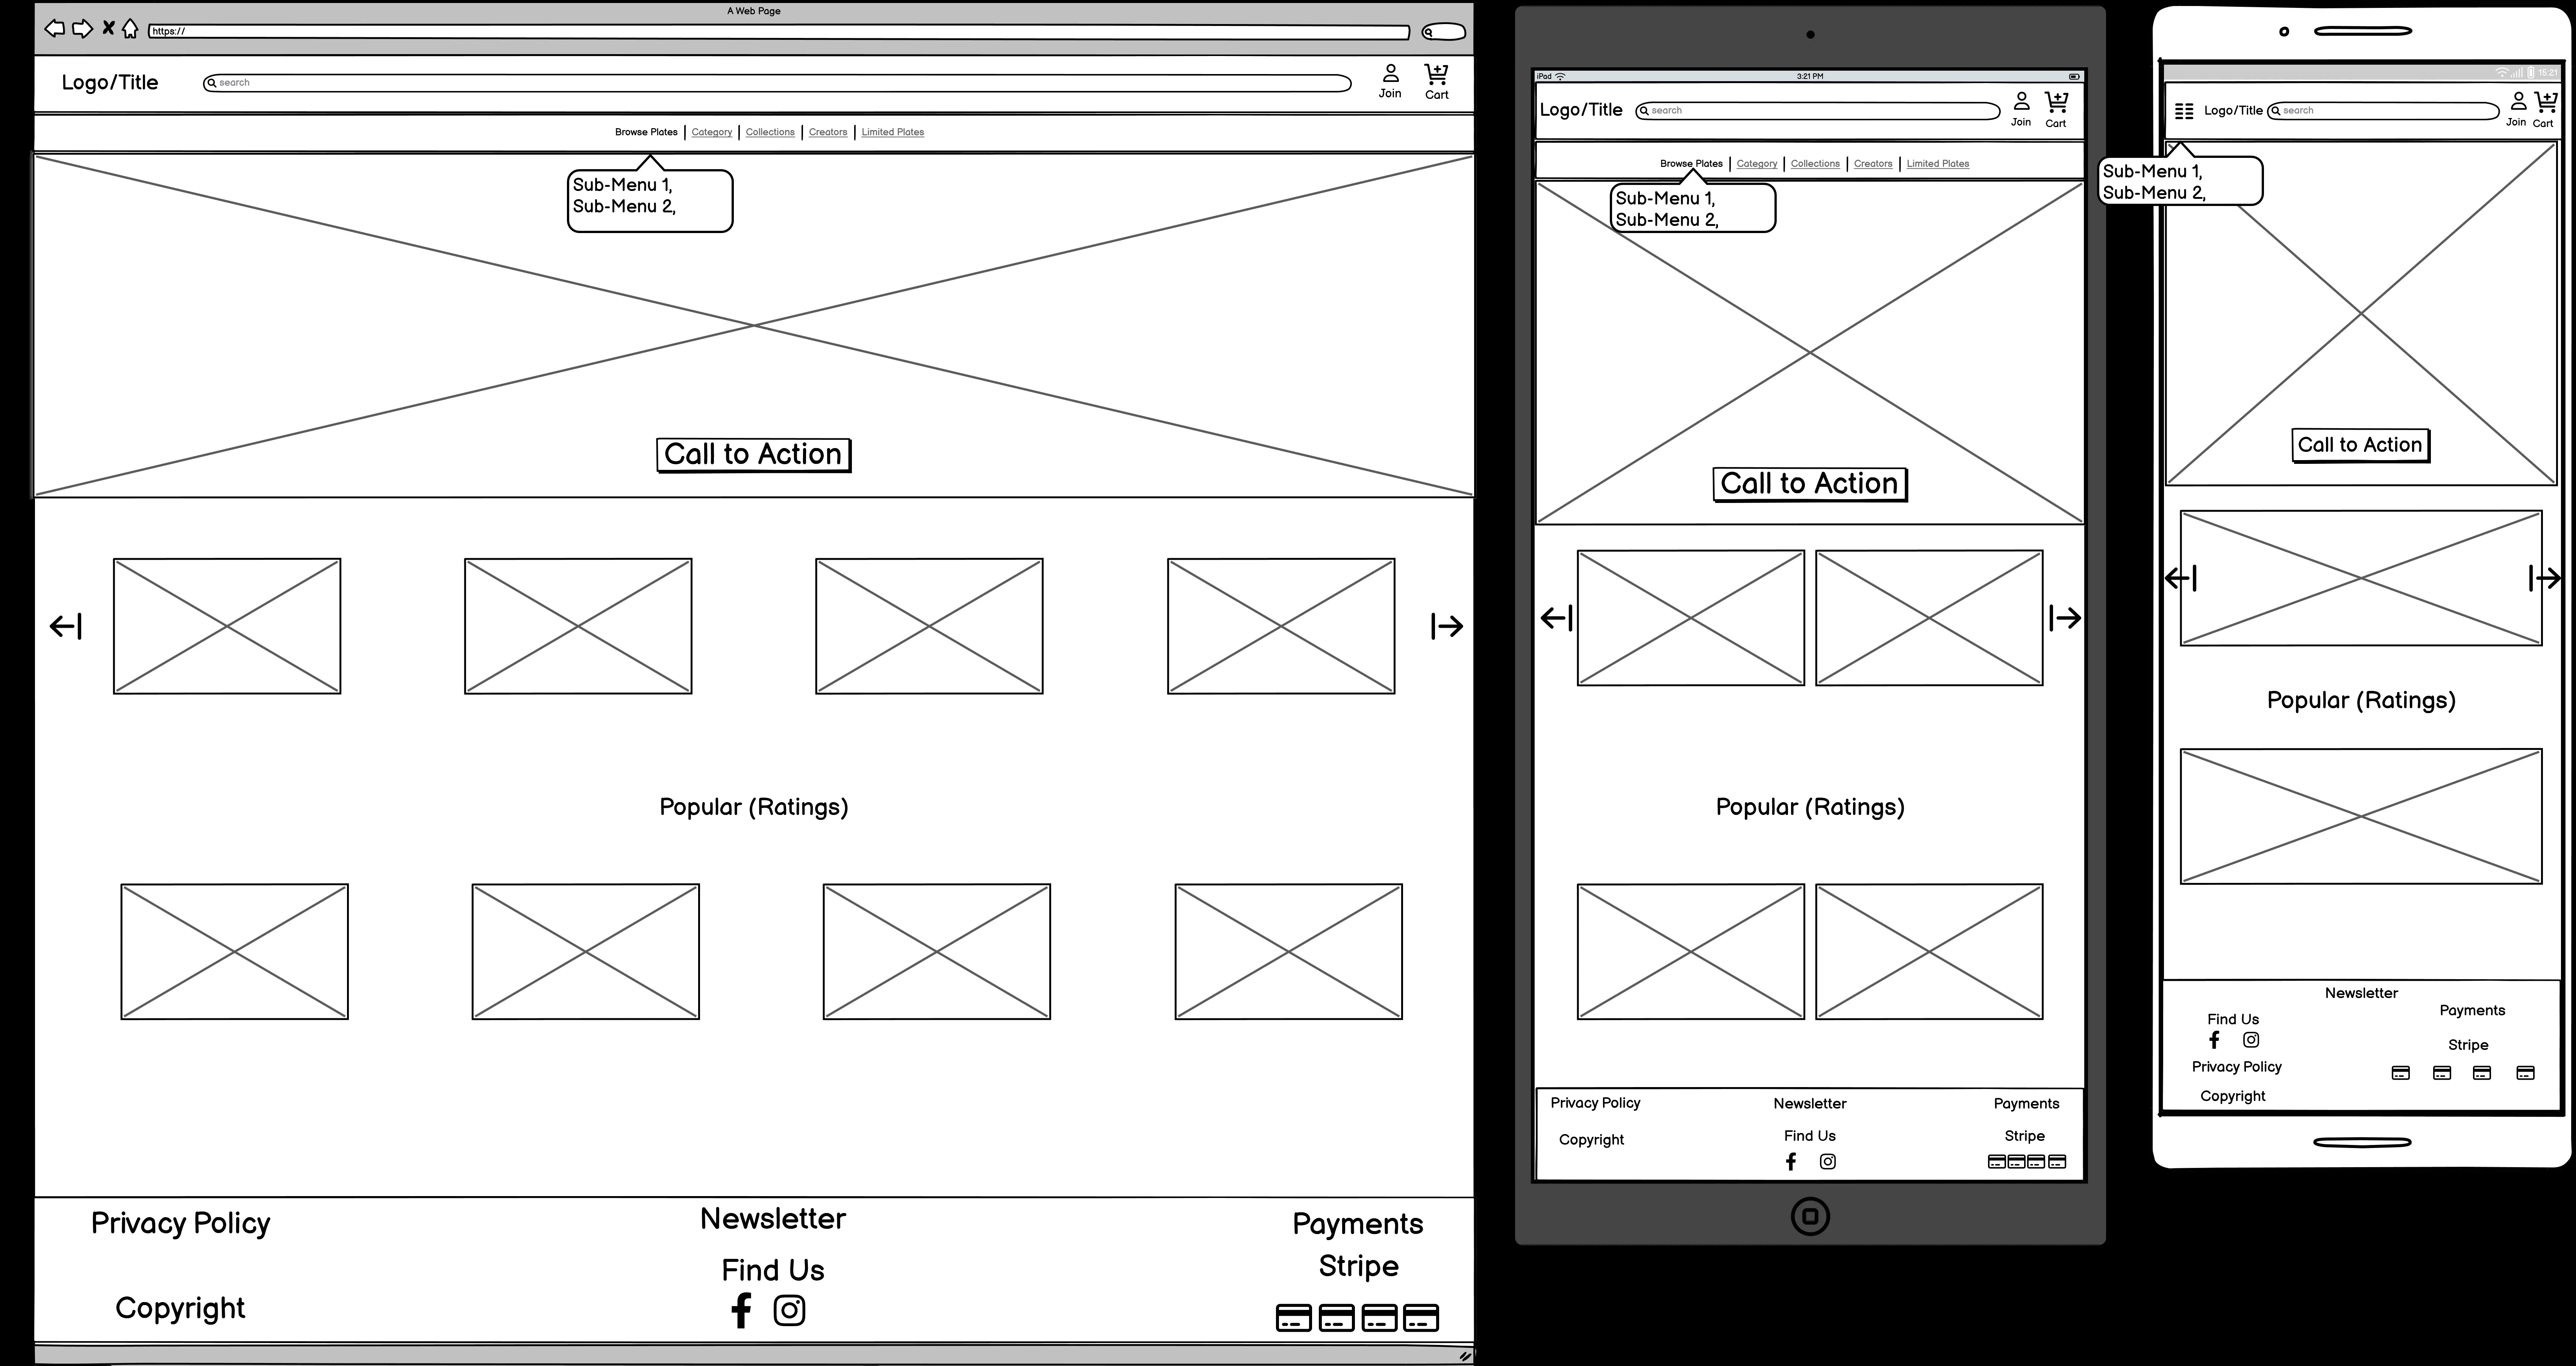 A Web Page
https://
Logo/Title
search
Join
Cart
Browse Plates | Category | Collections | Creators | Limited Plates
Sub-Menu 1,
Sub-Menu 2,
Call to Action
Popular (Ratings)
Privacy Policy
Copyright
Newsletter
Find Us
Payments
Stripe
iPad
3:21 PM
Logo/Title
search
Join
Cart
Browse Plates | Category | Collections | Creators | Limited Plates
Sub-Menu 1,
Sub-Menu 2,
Call to Action
Popular (Ratings)
Privacy Policy
Copyright
Newsletter
Find Us
Payments
Stripe
15:21
Logo/Title
search
Join
Cart
Sub-Menu 1,
Sub-Menu 2,
Call to Action
Popular (Ratings)
Newsletter
Find Us
Privacy Policy
Copyright
Payments
Stripe